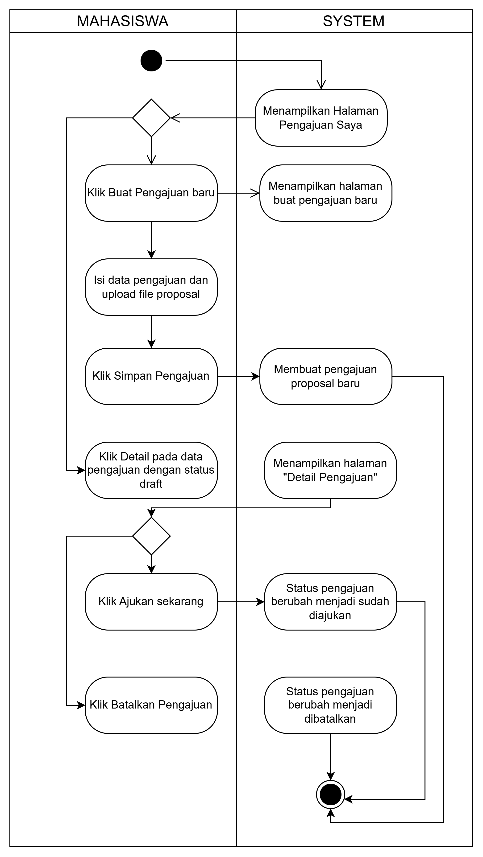 MAHASISWA
SYSTEM
Menampilkan Halaman
Pengajuan Saya
Klik Buat Pengajuan baru
Menampilkan halaman
buat pengajuan baru
Isi data pengajuan dan
upload file proposal
Klik Simpan Pengajuan
Membuat pengajuan
proposal baru
Klik Detail pada data
pengajuan dengan status
draft
Menampilkan halaman
"Detail Pengajuan"
Klik Ajukan sekarang
Status pengajuan
berubah menjadi sudah
diajukan
Klik Batalkan Pengajuan
Status pengajuan
berubah menjadi
dibatalkan